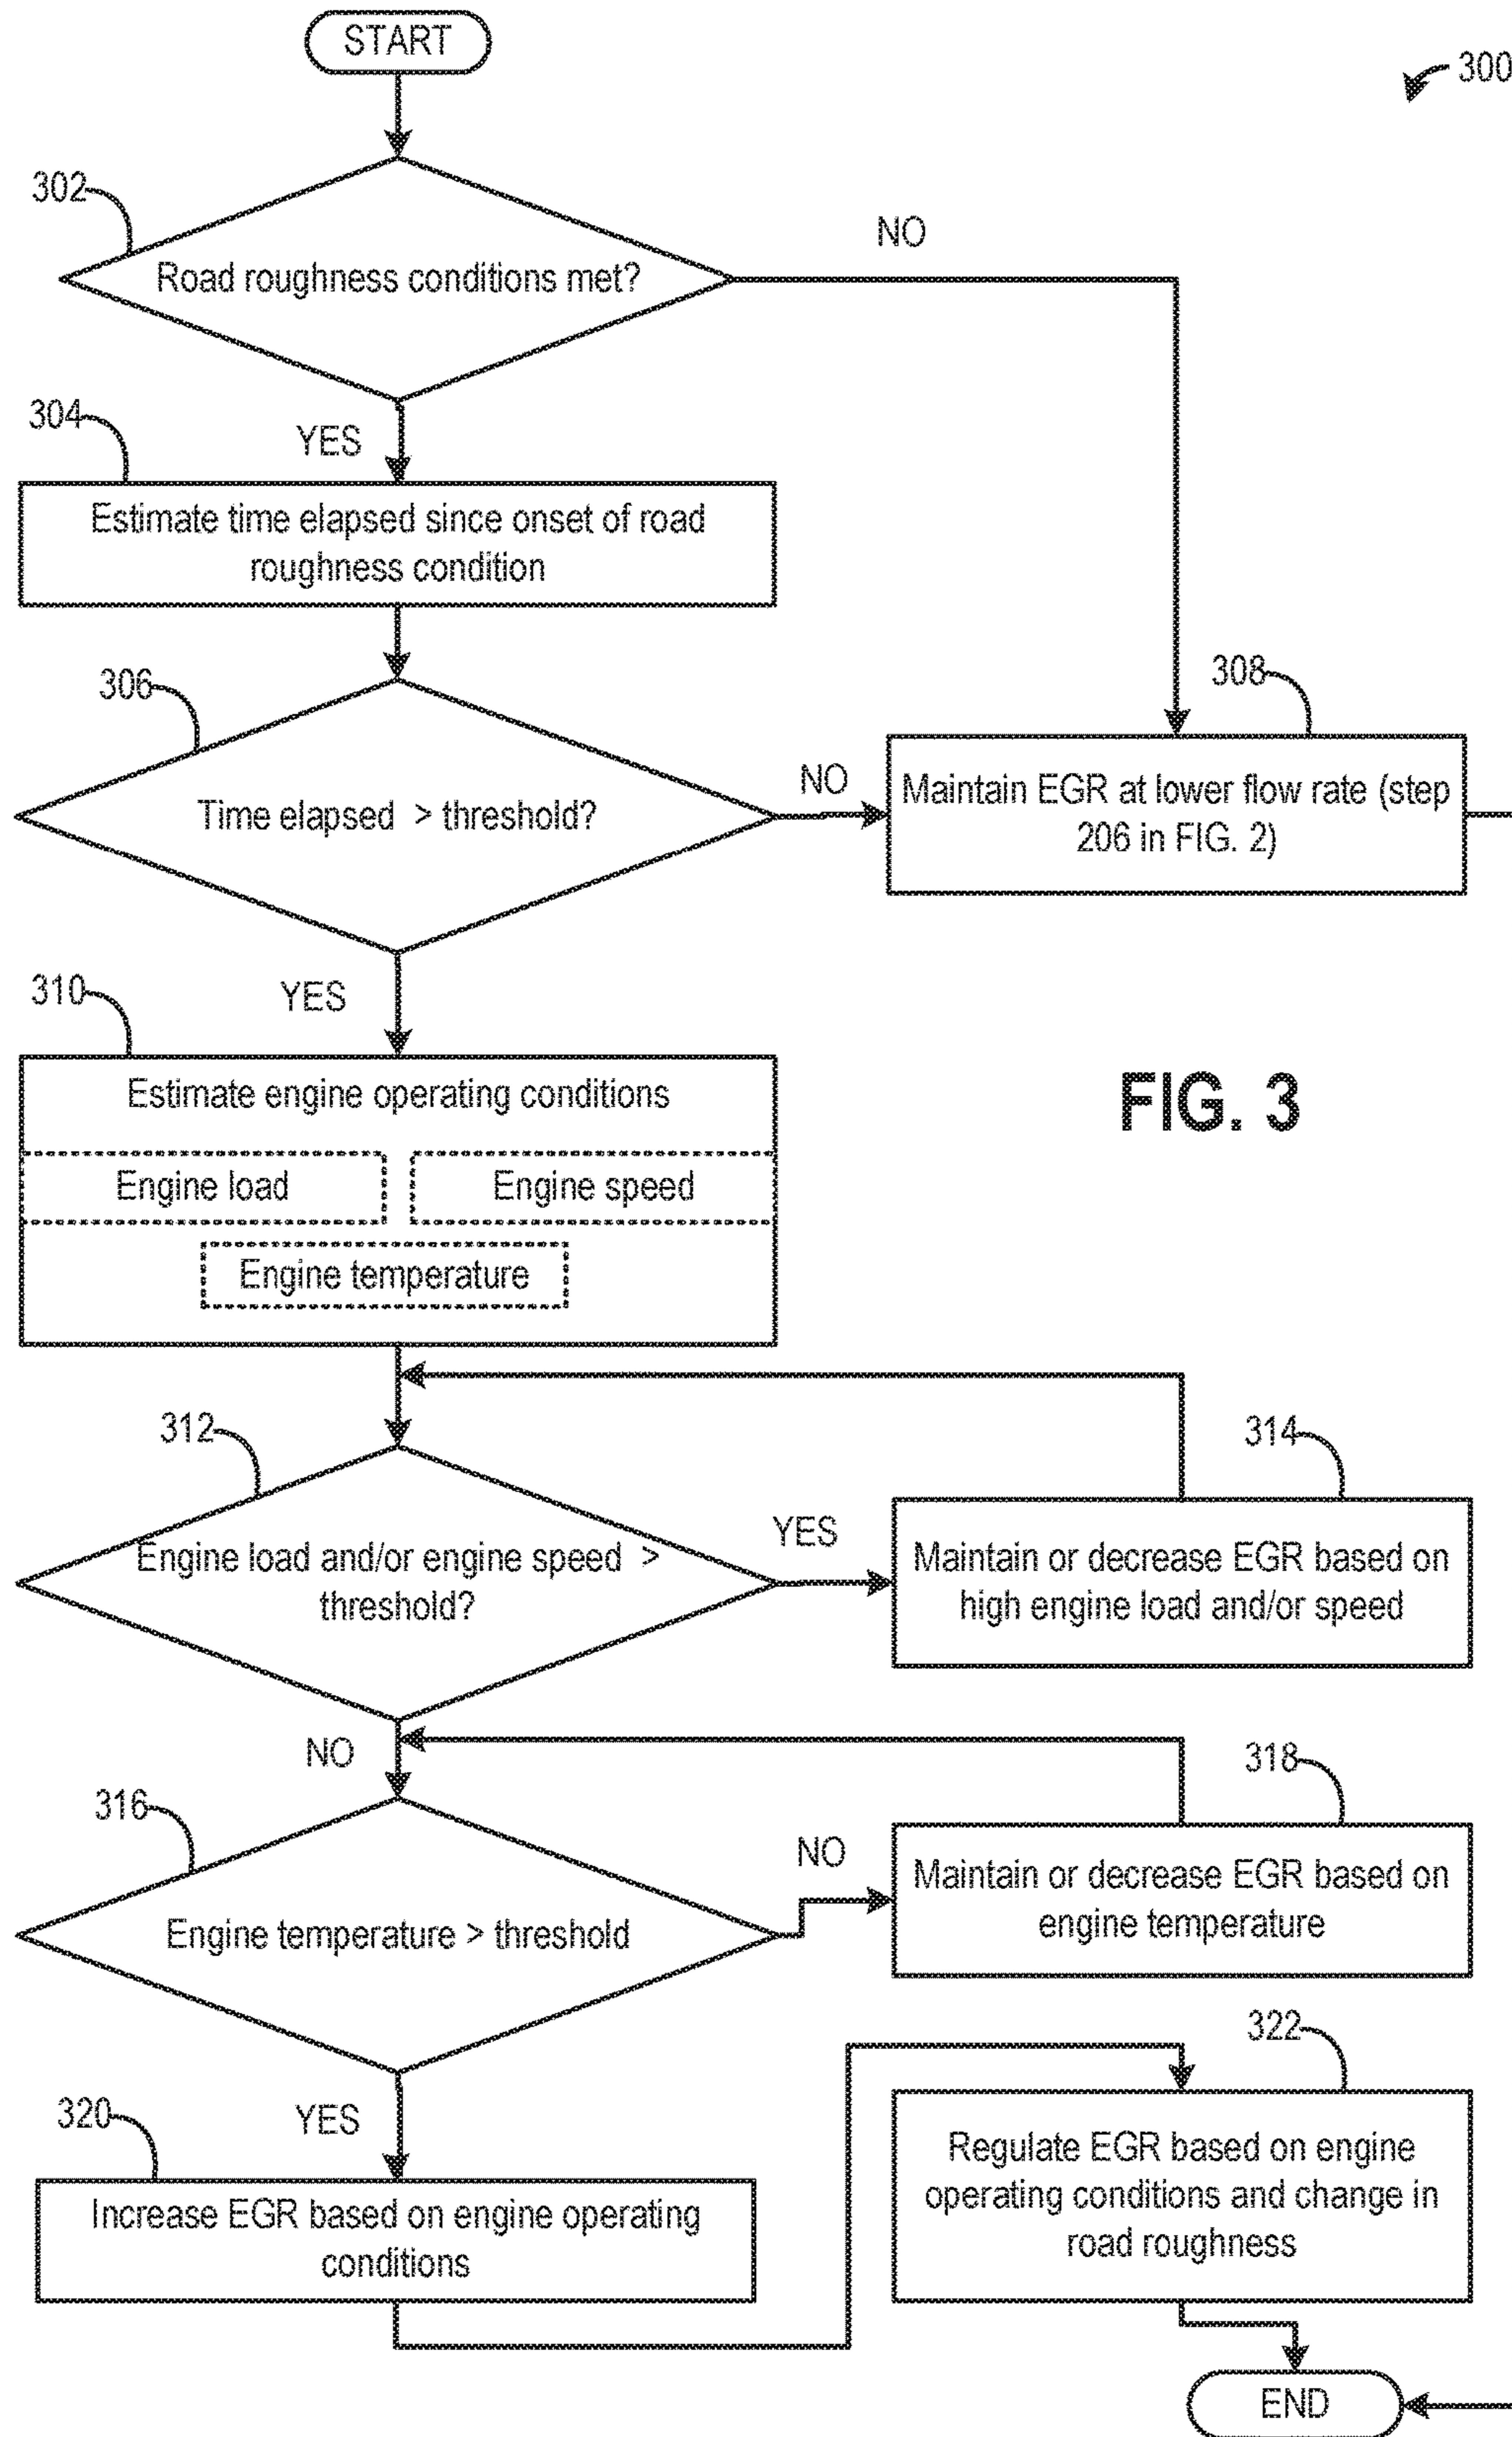 START
300
302
Road roughness conditions met?
NO
304
YES
Estimate time elapsed since onset of road
roughness condition
306
Time elapsed > threshold?
NO
308
Maintain EGR at lower flow rate (step
206 in FIG. 2)
310
YES
Estimate engine operating conditions
Engine load
Engine speed
Engine temperature
FIG. 3
312
Engine load and/or engine speed >
threshold?
YES
314
Maintain or decrease EGR based on
high engine load and/or speed
NO
316
Engine temperature > threshold
NO
318
Maintain or decrease EGR based on
engine temperature
320
YES
Increase EGR based on engine operating
conditions
322
Regulate EGR based on engine
operating conditions and change in
road roughness
END